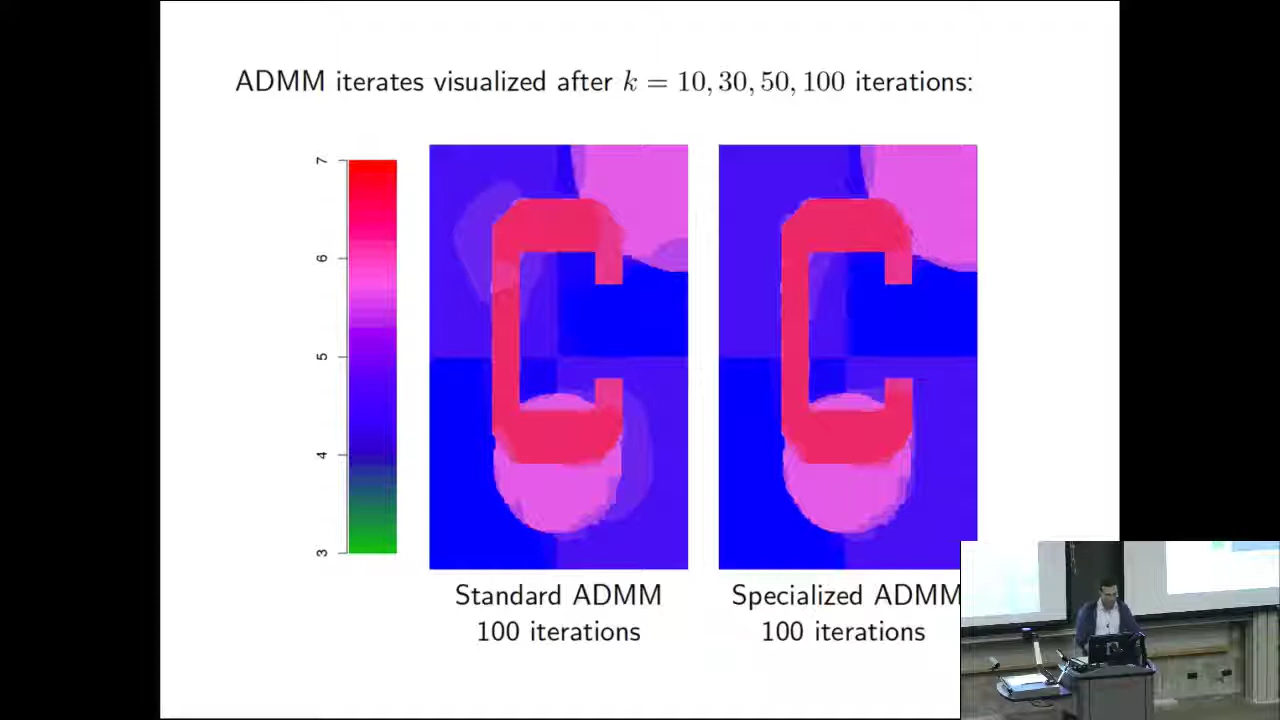 ADMM iterates visualized after k = 10, 30, 50, 100 iterations:
7
6
5
4
3
Standard ADMM
100 iterations
Specialized ADMM
100 iterations